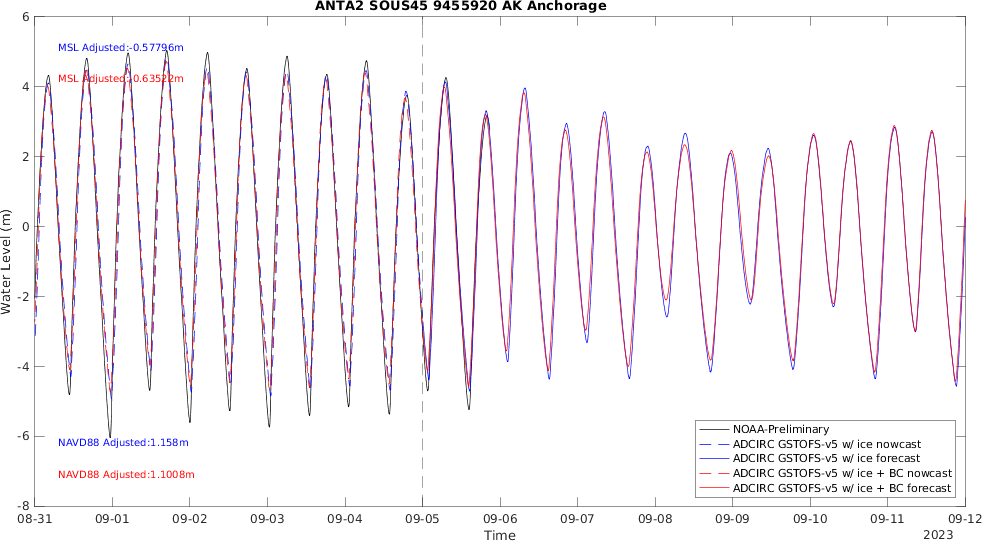 ANTA2 SOUS45 9455920 AK Anchorage
6
4
2
0
-2
-4
-6
-8
Water Level (m)
MSL Adjusted:-0.57796m
MSL Adjusted:-0.63522m
NAVD88 Adjusted:1.158m
NAVD88 Adjusted:1.1008m
NOAA-Preliminary
ADCIRC GSTOFS-v5 w/ ice nowcast
ADCIRC GSTOFS-v5 w/ ice forecast
ADCIRC GSTOFS-v5 w/ ice + BC nowcast
ADCIRC GSTOFS-v5 w/ ice + BC forecast
08-31 09-01 09-02 09-03 09-04 09-05 09-06 09-07 09-08 09-09 09-10 09-11 09-12
Time
2023